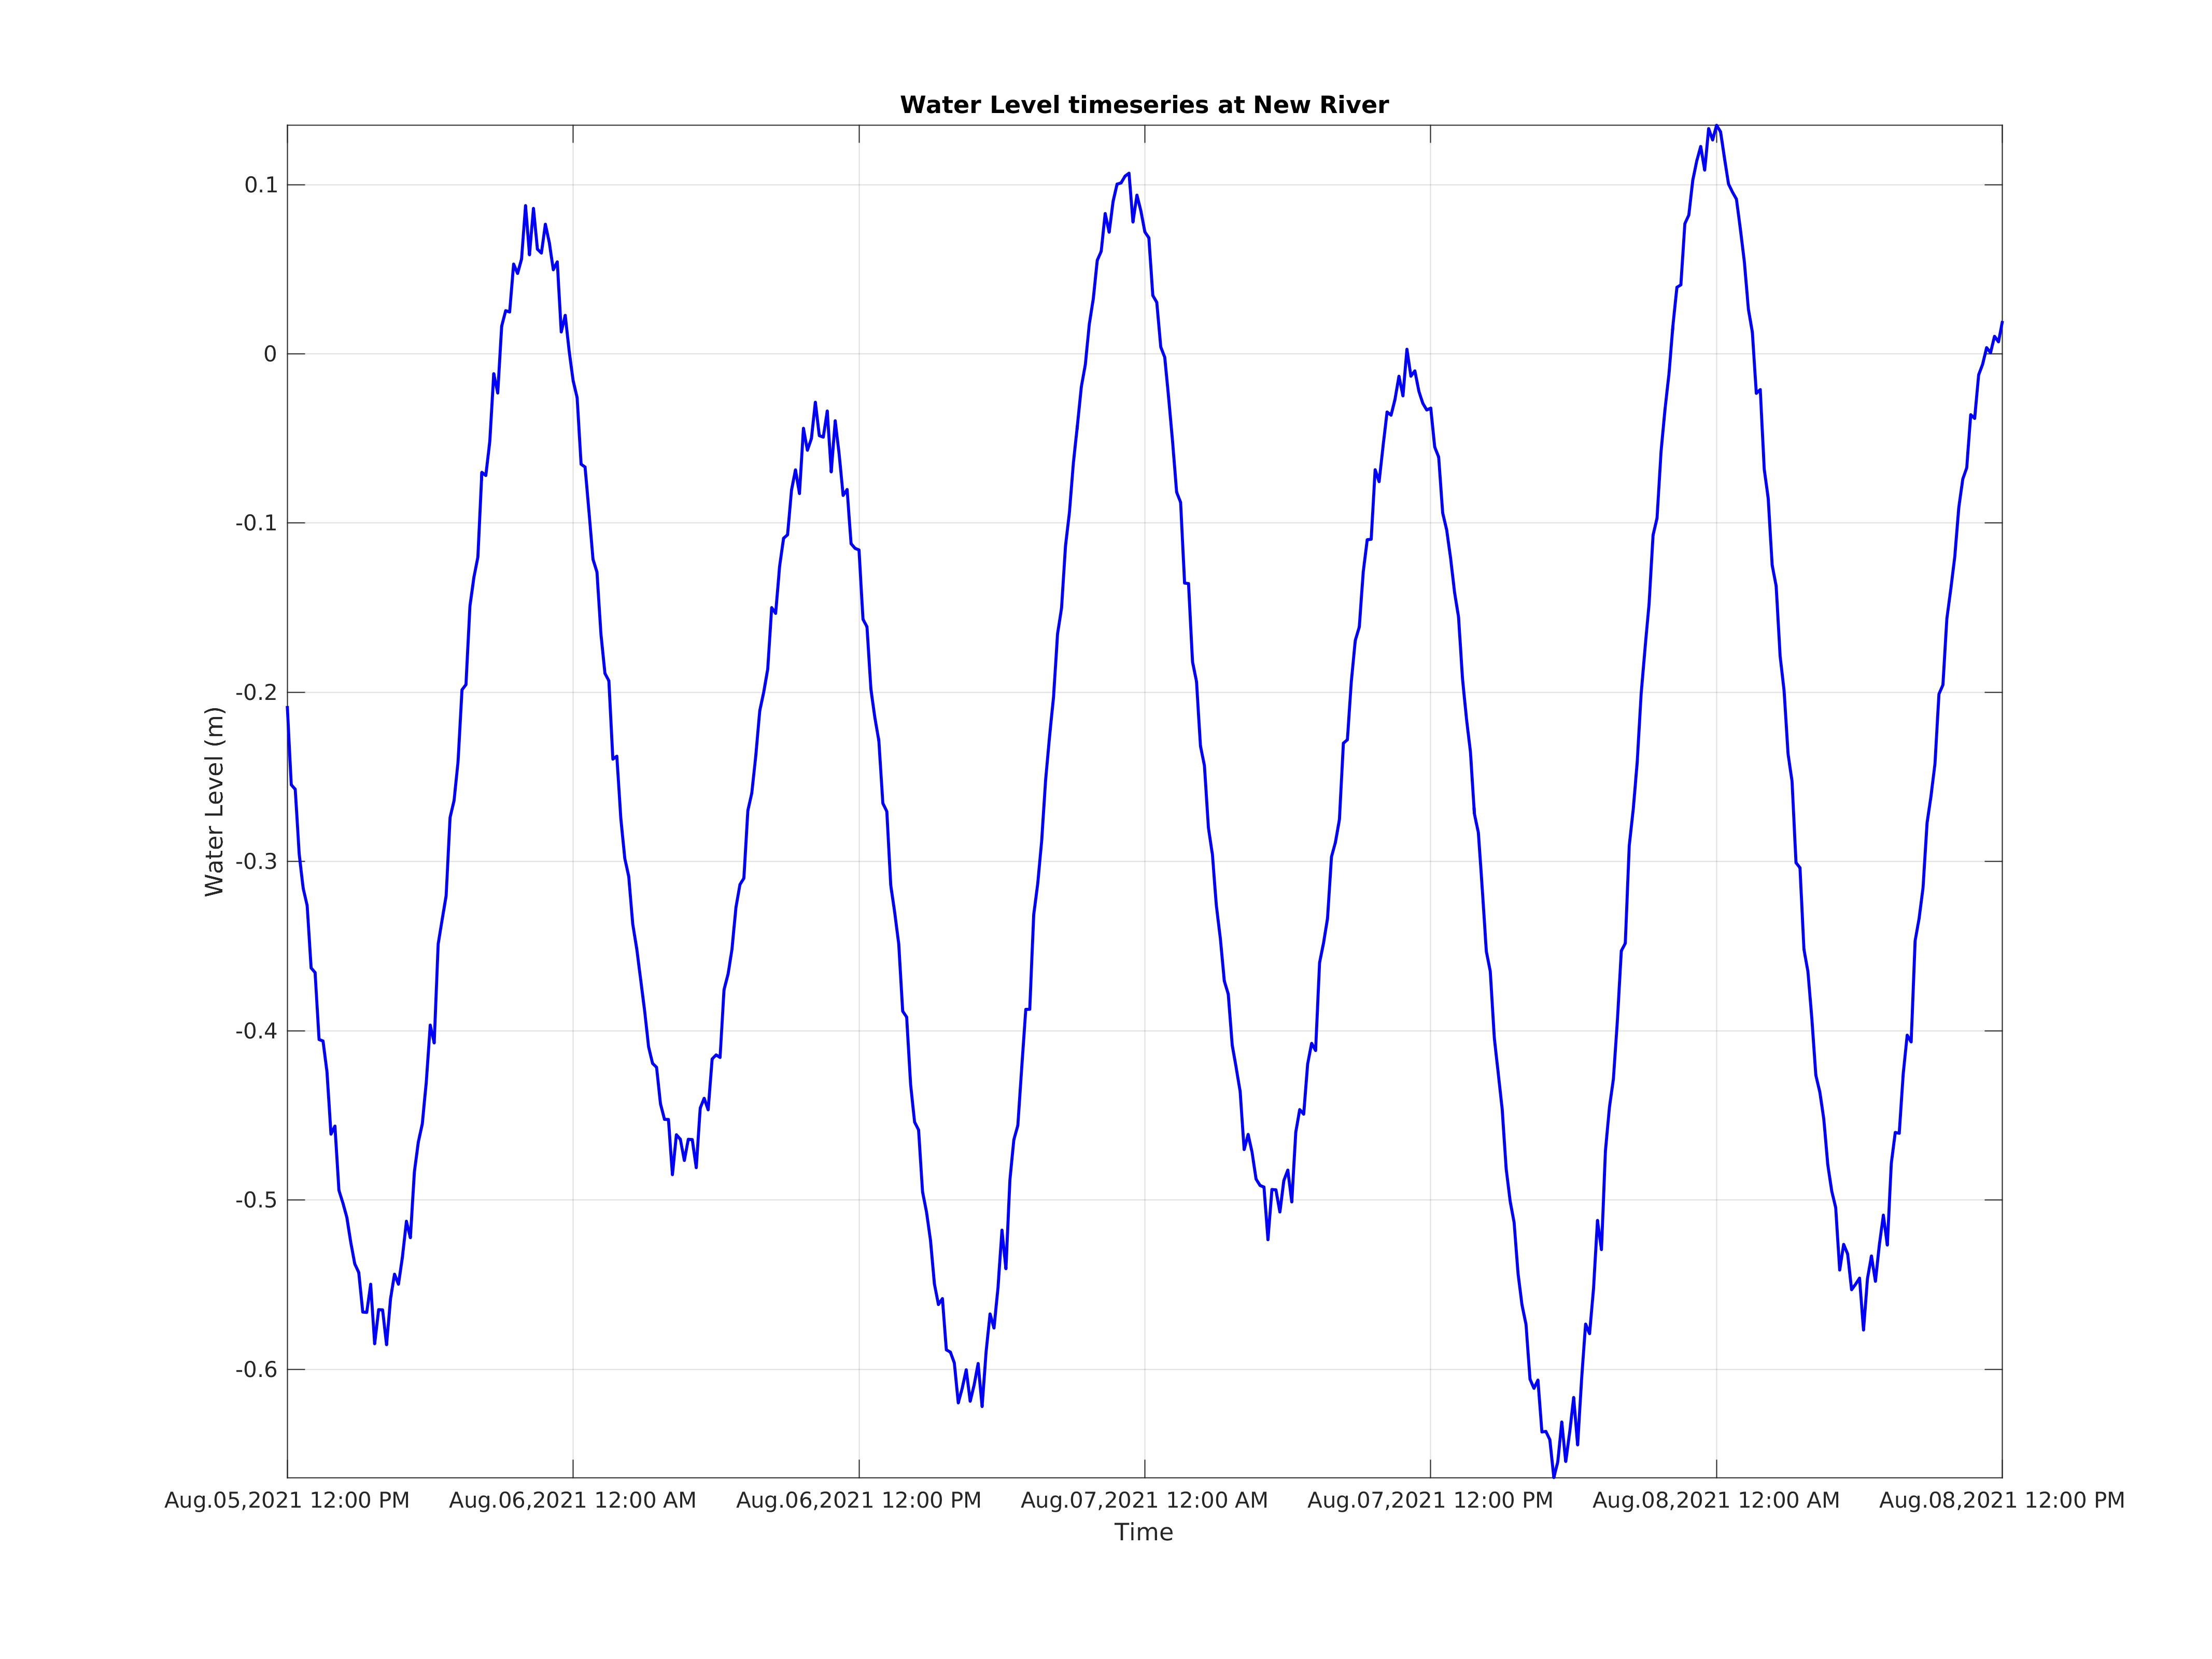 Water Level timeseries at New River
0.1
0
-0.1
-0.2
-0.3
-0.4
-0.5
-0.6
Water Level (m)
Aug.05,2021 12:00 PM Aug.06,2021 12:00 AM Aug.06,2021 12:00 PM Aug.07,2021 12:00 AM Aug.07,2021 12:00 PM Aug.08,2021 12:00 AM Aug.08,2021 12:00 PM
Time